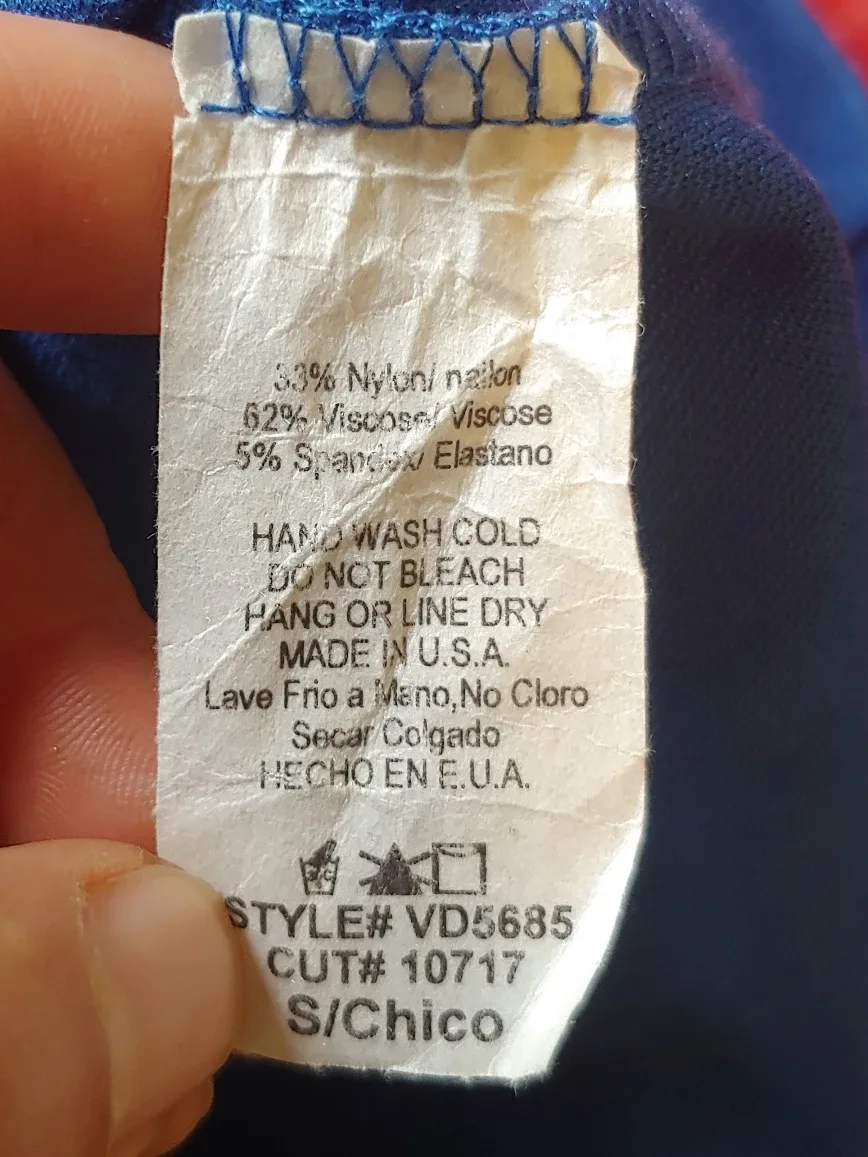 33% Nylon/ nailon
62% Viscose/ Viscose
5% Spandex/ Elastano
HAND WASH COLD
DO NOT BLEACH
HANG OR LINE DRY
MADE IN U.S.A.
Lave Frio a Mano,No Cloro
Secar Colgado
HECHO EN E.U.A.
STYLE# VD5685
CUT# 10717
S/Chico